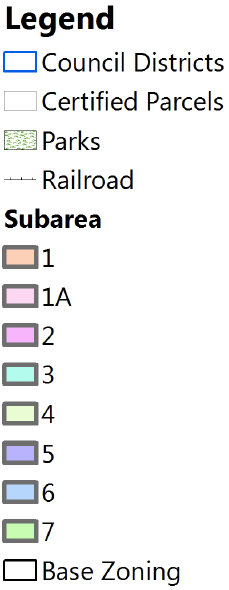 Legend
Council Districts
Certified Parcels
Parks
Railroad
Subarea
1
1A
2
3
4
5
6
7
Base Zoning